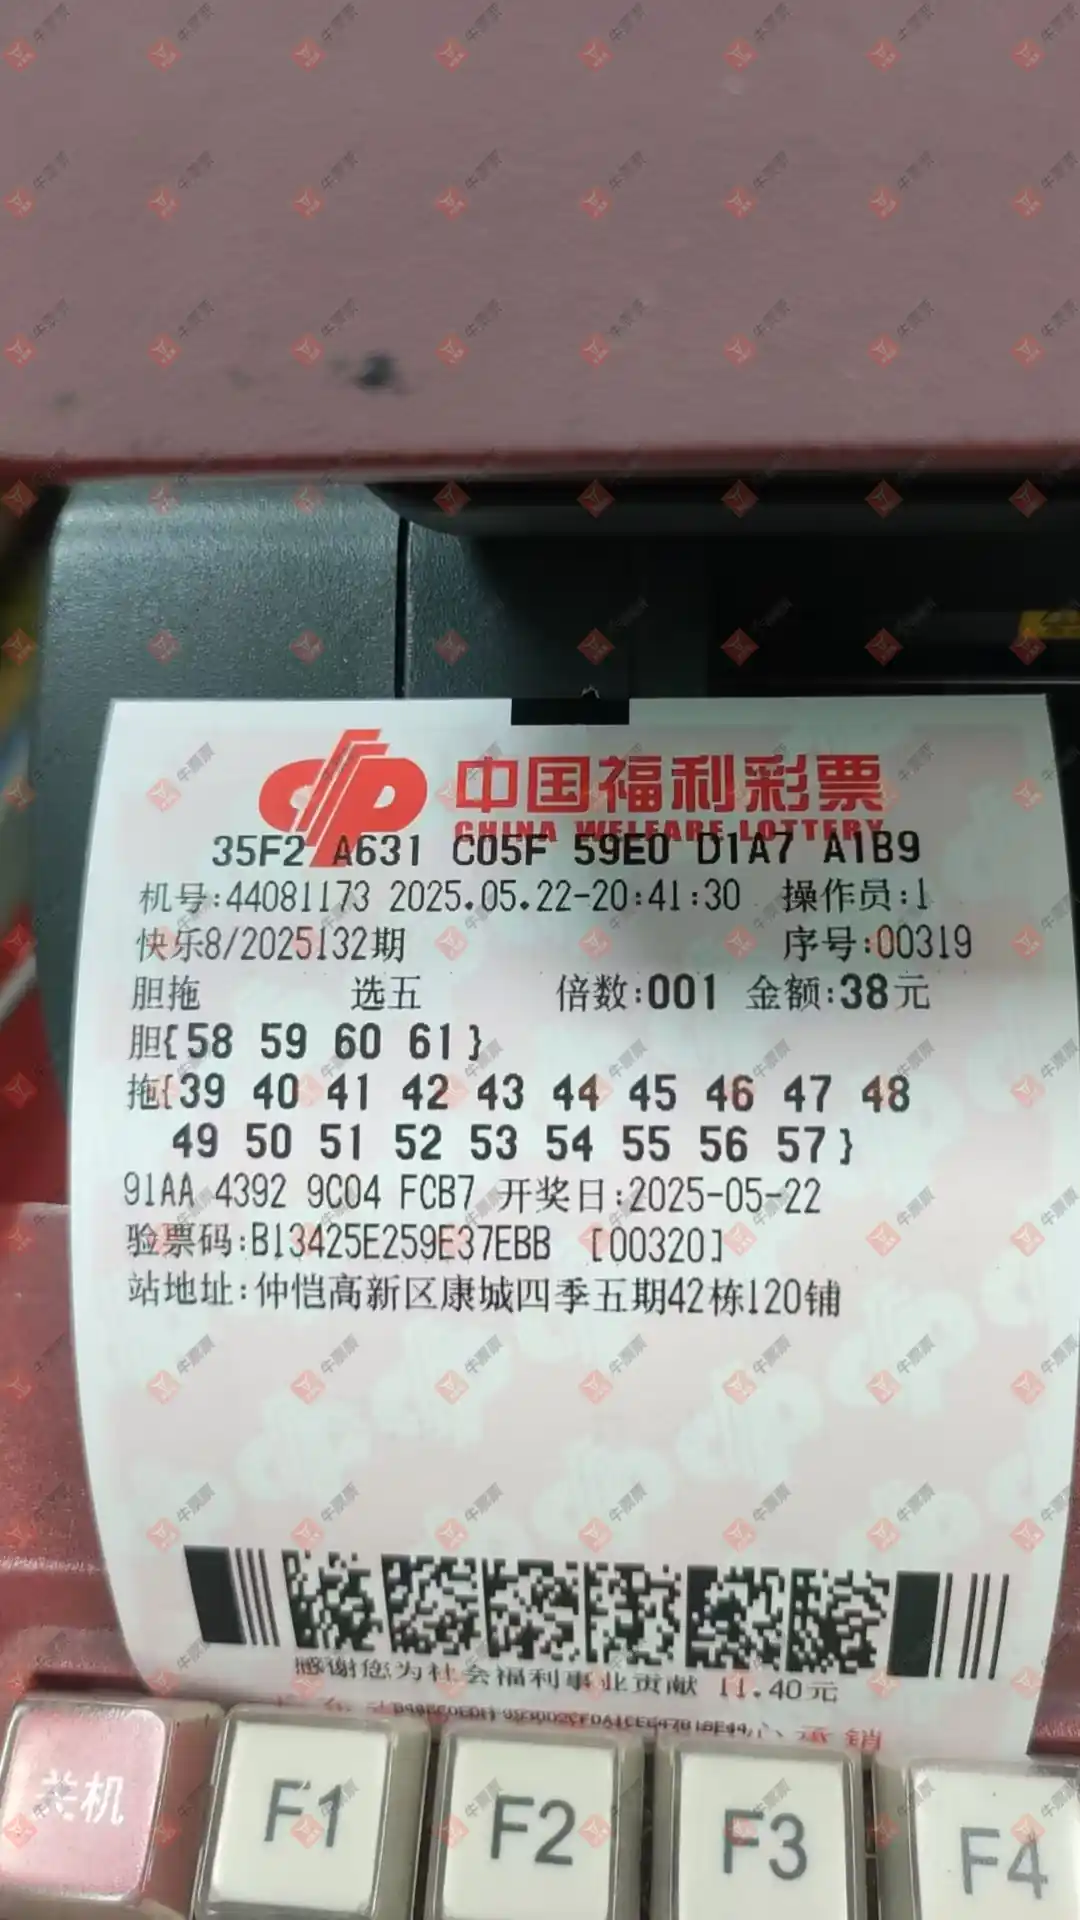 中国福利彩票
CHINA WELFARE LOTTERY
35F2 A631 C05F 59E0 D1A7 A1B9
机号:44081173 2025.05.22-20:41:30 操作员:1
快乐8/2025132期 序号:00319
胆拖 选五 倍数:001 金额:38元
胆{58 59 60 61}
拖{39 40 41 42 43 44 45 46 47 48
49 50 51 52 53 54 55 56 57}
91AA 4392 9C04 FCB7 开奖日:2025-05-22
验票码:B13425E259E37EBB [00320]
站地址:仲恺高新区康城四季五期42栋120铺
感谢您为社会福利事业贡献 11.40元
关机 F1 F2 F3 F4
牛票票